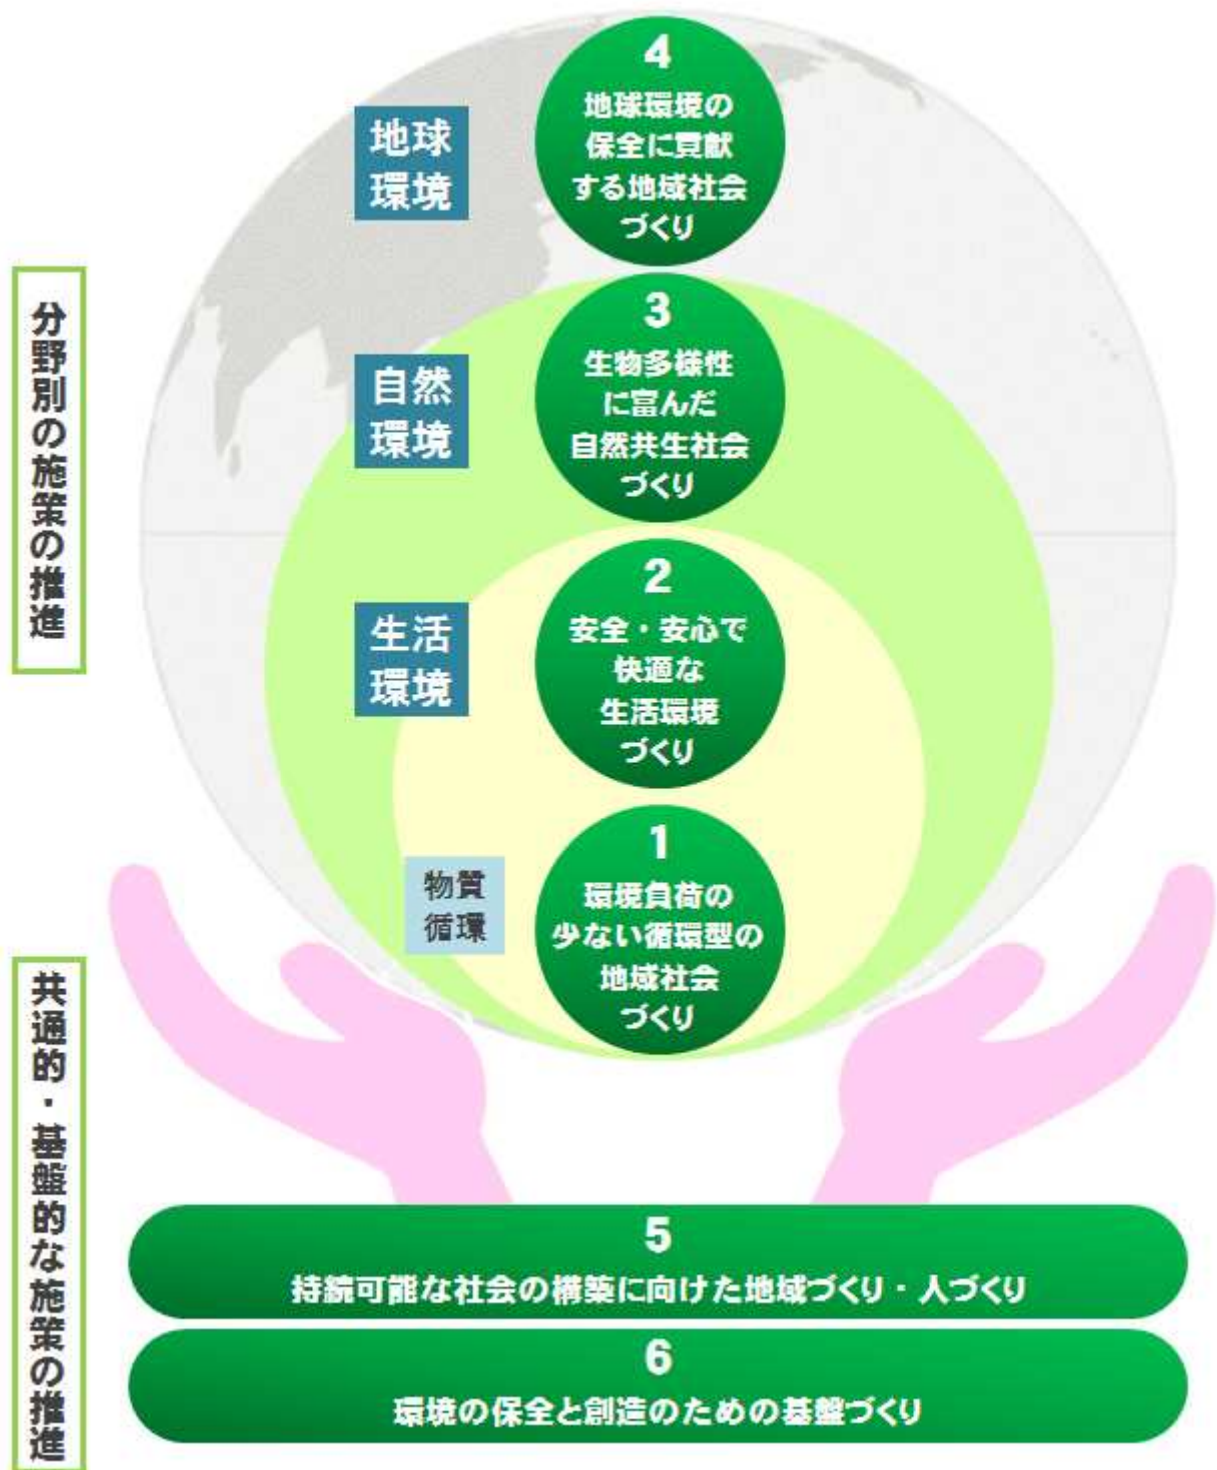 分野別の施策の推進
地球
環境
4
地球環境の
保全に貢献
する地域社会
づくり
自然
環境
3
生物多様性
に富んだ
自然共生社会
づくり
生活
環境
2
安全・安心で
快適な
生活環境
づくり
物質
循環
1
環境負荷の
少ない循環型の
地域社会
づくり
共通的・基盤的な施策の推進
5
持続可能な社会の構築に向けた地域づくり・人づくり
6
環境の保全と創造のための基盤づくり